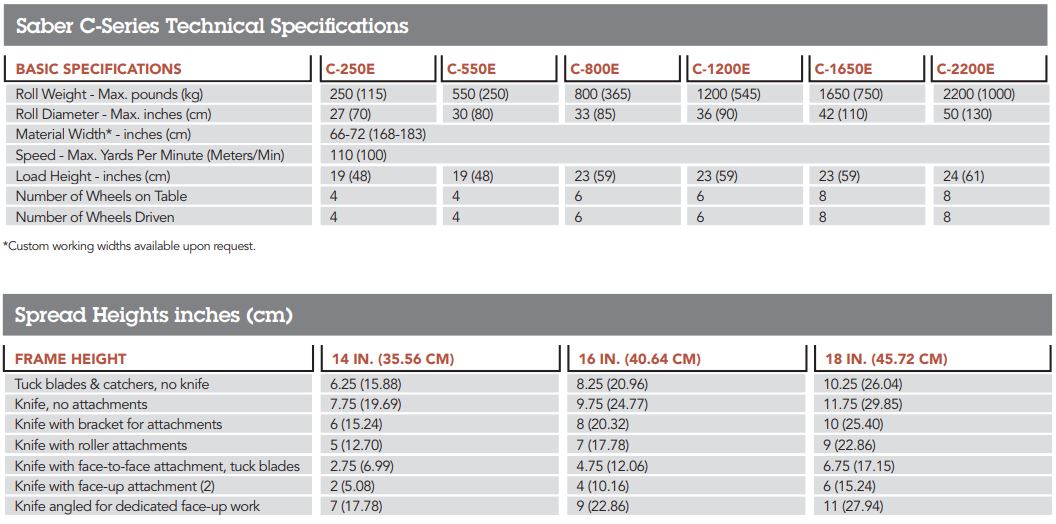 Saber C-Series Technical Specifications
BASIC SPECIFICATIONS C-250E C-550E C-800E C-1200E C-1650E C-2200E
Roll Weight - Max. pounds (kg) 250 (115) 550 (250) 800 (365) 1200 (545) 1650 (750) 2200 (1000)
Roll Diameter - Max. inches (cm) 27 (70) 30 (80) 33 (85) 36 (90) 42 (110) 50 (130)
Material Width* - inches (cm) 66-72 (168-183)
Speed - Max. Yards Per Minute (Meters/Min) 110 (100)
Load Height - inches (cm) 19 (48) 19 (48) 23 (59) 23 (59) 23 (59) 24 (61)
Number of Wheels on Table 4 4 6 6 8 8
Number of Wheels Driven 4 4 6 6 8 8
*Custom working widths available upon request.
Spread Heights inches (cm)
FRAME HEIGHT 14 IN. (35.56 CM) 16 IN. (40.64 CM) 18 IN. (45.72 CM)
Tuck blades & catchers, no knife 6.25 (15.88) 8.25 (20.96) 10.25 (26.04)
Knife, no attachments 7.75 (19.69) 9.75 (24.77) 11.75 (29.85)
Knife with bracket for attachments 6 (15.24) 8 (20.32) 10 (25.40)
Knife with roller attachments 5 (12.70) 7 (17.78) 9 (22.86)
Knife with face-to-face attachment, tuck blades 2.75 (6.99) 4.75 (12.06) 6.75 (17.15)
Knife with face-up attachment (2) 2 (5.08) 4 (10.16) 6 (15.24)
Knife angled for dedicated face-up work 7 (17.78) 9 (22.86) 11 (27.94)